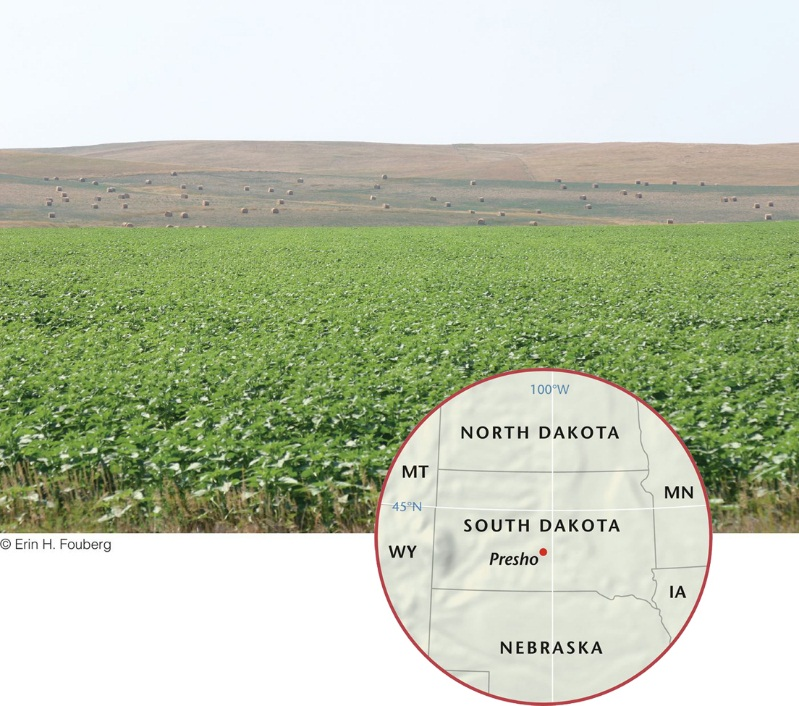 100°W
NORTH DAKOTA
MT
MN
45°N
SOUTH DAKOTA
© Erin H. Fouberg
WY
Presho
IA
NEBRASKA